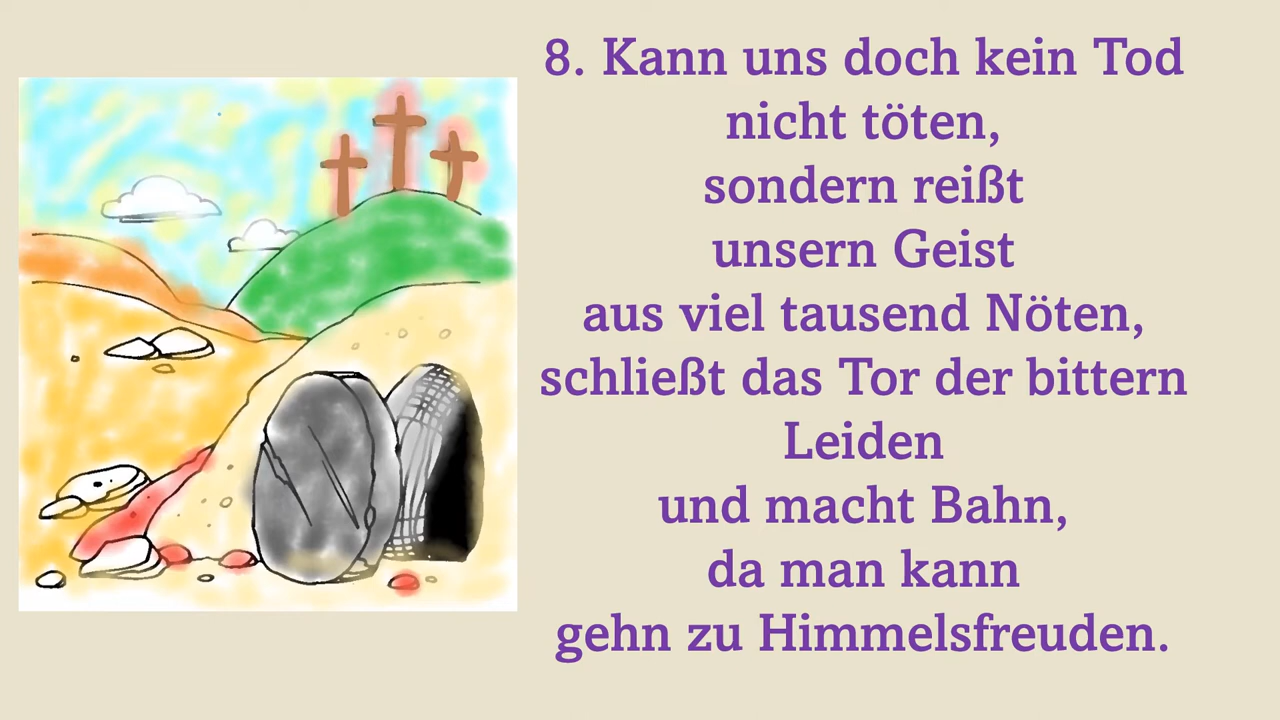 8. Kann uns doch kein Tod
nicht töten,
sondern reißt
unsern Geist
aus viel tausend Nöten,
schließt das Tor der bittern
Leiden
und macht Bahn,
da man kann
gehn zu Himmelsfreuden.